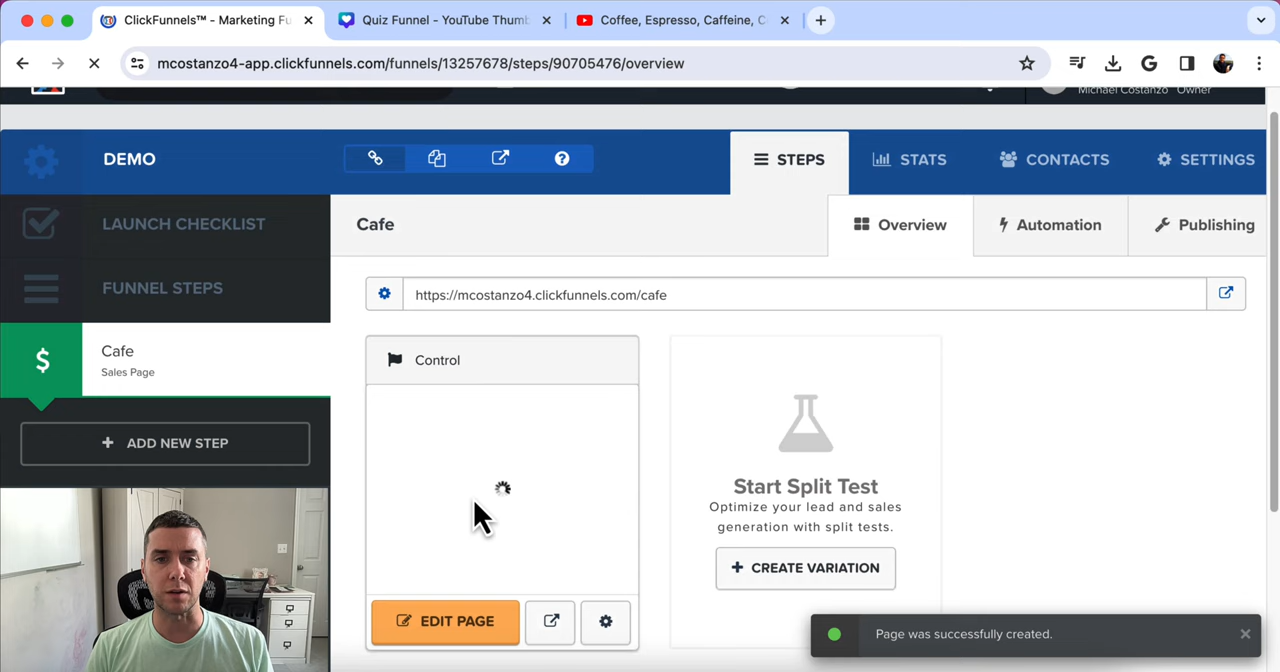 ClickFunnels™ - Marketing Fu
Quiz Funnel - YouTube Thumb
Coffee, Espresso, Caffeine, C
mcostanzo4-app.clickfunnels.com/funnels/13257678/steps/90705476/overview
Michael Costanzo Owner
DEMO
STEPS
STATS
CONTACTS
SETTINGS
LAUNCH CHECKLIST
Cafe
Overview
Automation
Publishing
FUNNEL STEPS
https://mcostanzo4.clickfunnels.com/cafe
Cafe
Sales Page
Control
ADD NEW STEP
Start Split Test
Optimize your lead and sales
generation with split tests.
+ CREATE VARIATION
EDIT PAGE
Page was successfully created.